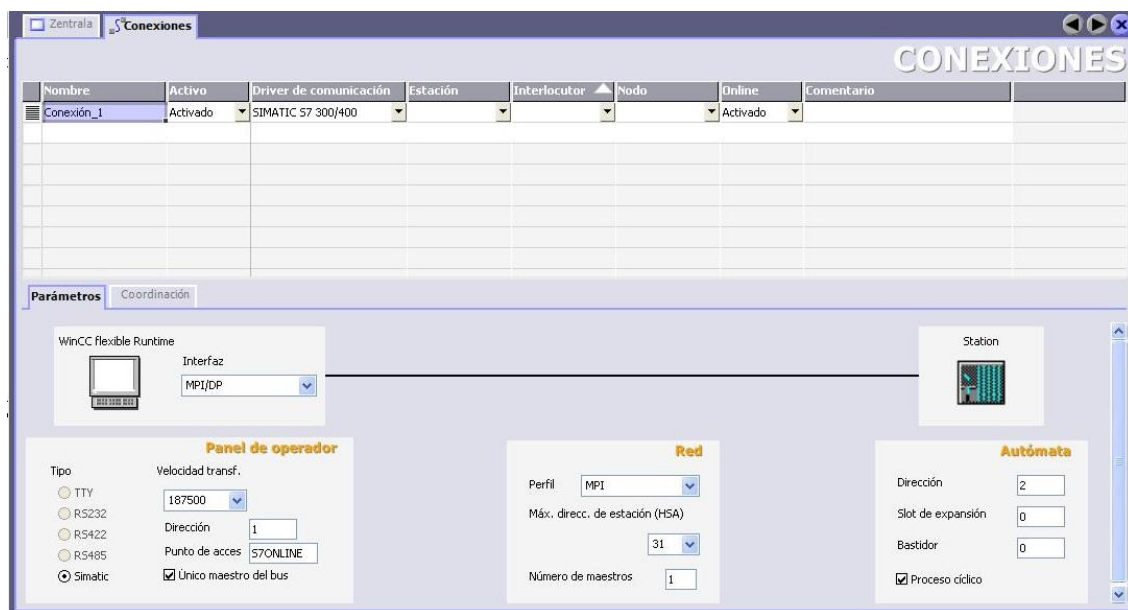 Zentrala Conexiones
CONEXIONES
Nombre Activo Driver de comunicación Estación Interlocutor Nodo Online Comentario
Conexión_1 Activado SIMATIC S7 300/400 Activado
Parámetros Coordinación
WinCC flexible Runtime
Interfaz
MPI/DP
Station
Panel de operador
Tipo
TTY
RS232
RS422
RS485
Simatic
Velocidad transf.
187500
Dirección 1
Punto de acces S7ONLINE
Único maestro del bus
Red
Perfil MPI
Máx. direcc. de estación (HSA)
31
Número de maestros 1
Autómata
Dirección 2
Slot de expansión 0
Bastidor 0
Proceso cíclico